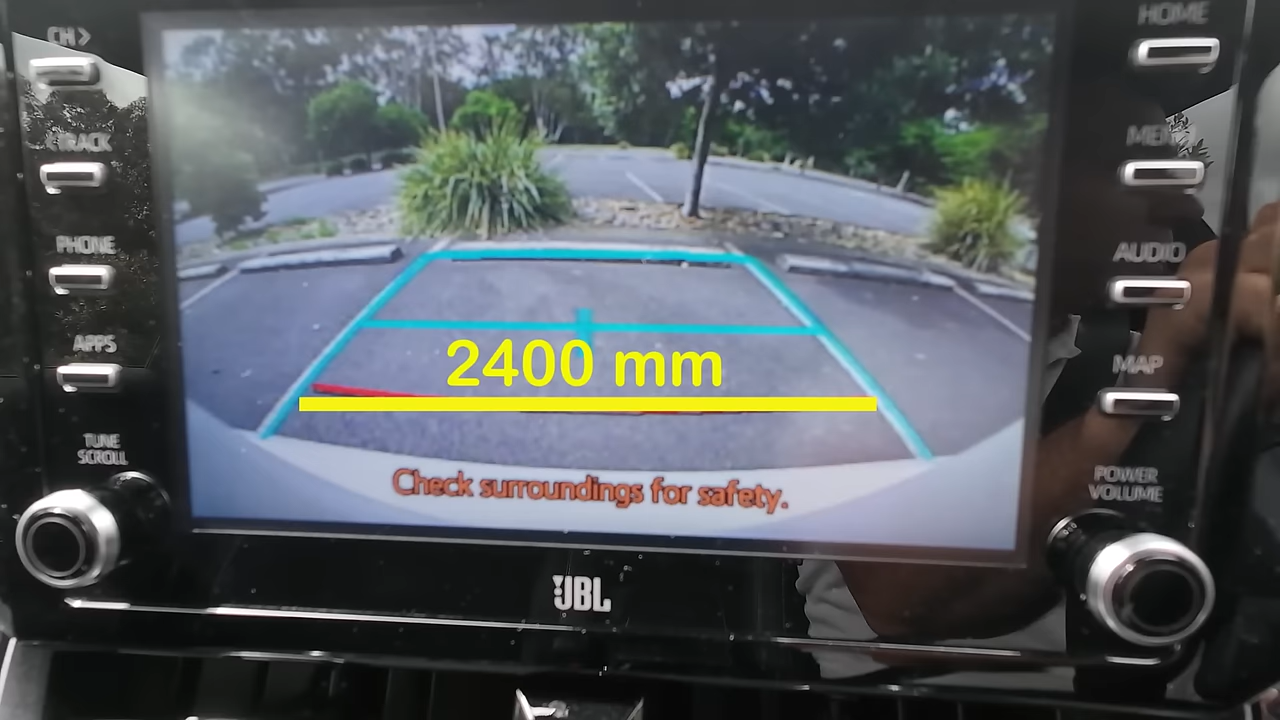 CH >
TRACK
PHONE
APPS
TUNE
SCROLL
2400 mm
Check surroundings for safety.
JBL
HOME
MENU
AUDIO
MAP
POWER
VOLUME